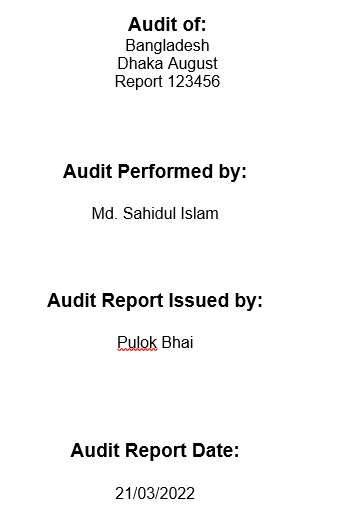 Audit of:
Bangladesh
Dhaka August
Report 123456
Audit Performed by:
Md. Sahidul Islam
Audit Report Issued by:
Pulok Bhai
Audit Report Date:
21/03/2022